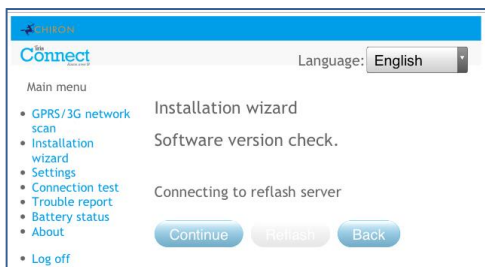 CHIRON
Iris
Connect
Language: English
Main menu
GPRS/3G network
scan
Installation
wizard
Settings
Connection test
Trouble report
Battery status
About
Log off
Installation wizard
Software version check.
Connecting to reflash server
Continue
Reflash
Back